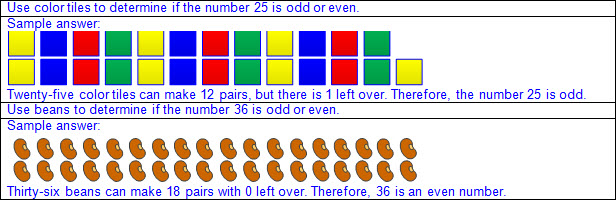 Use color tiles to determine if the number 25 is odd or even.
Sample answer:
Twenty-five color tiles can make 12 pairs, but there is 1 left over. Therefore, the number 25 is odd.
Use beans to determine if the number 36 is odd or even.
Sample answer:
Thirty-six beans can make 18 pairs with 0 left over. Therefore, 36 is an even number.